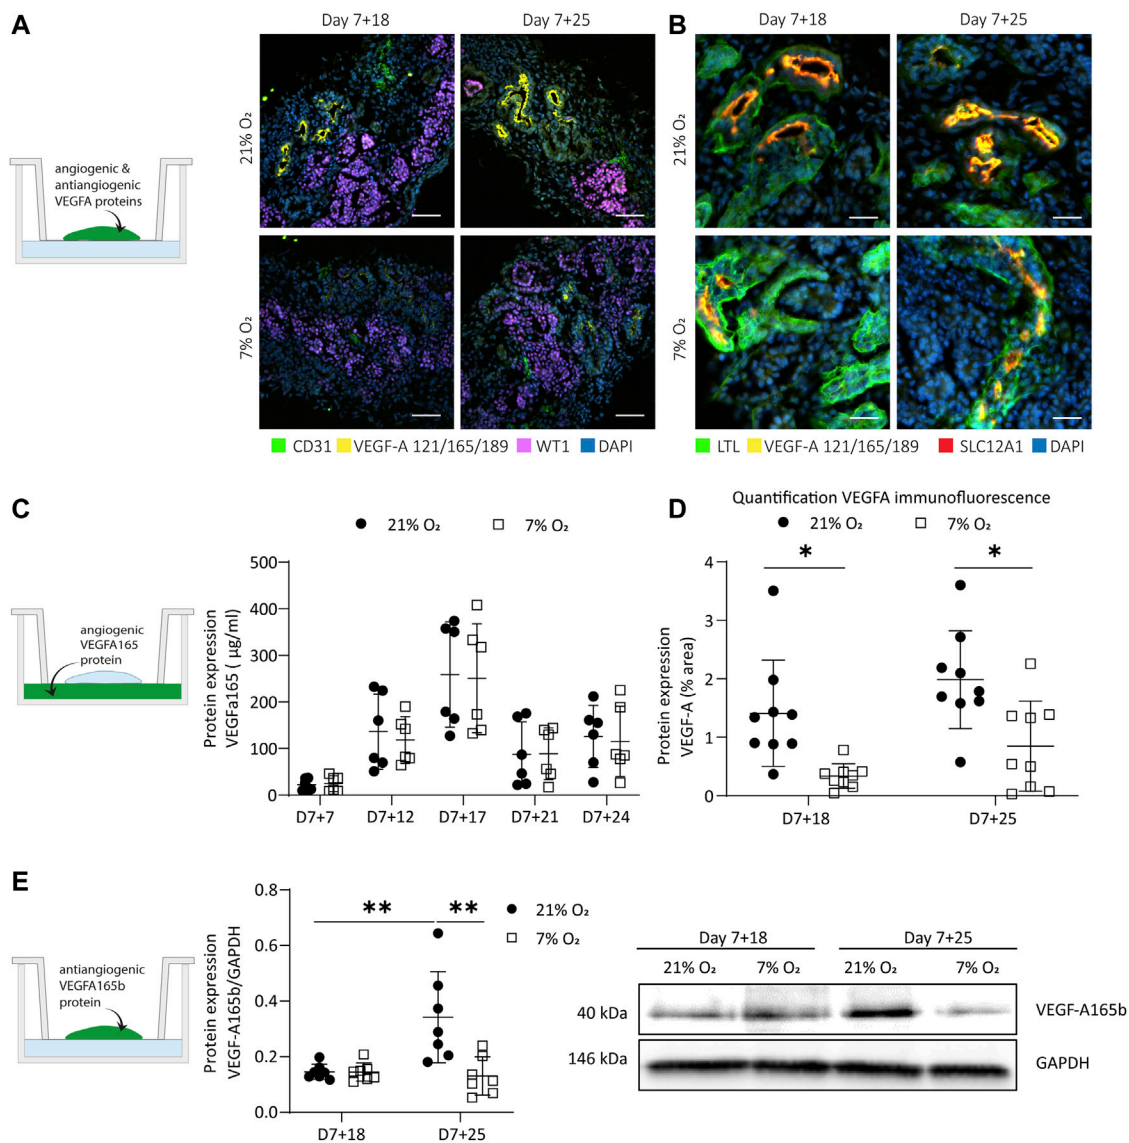 A
Day 7+18
Day 7+25
B
Day 7+18
Day 7+25
21% O₂
21% O₂
angiogenic &
antiangiogenic
VEGFA proteins
7% O₂
7% O₂
CD31 VEGF-A 121/165/189 WT1 DAPI
LTL VEGF-A 121/165/189 SLC12A1 DAPI
C
21% O₂ 7% O₂
Protein expression
VEGFa165 ( µg/ml)
500
400
300
200
100
0
D7+7 D7+12 D7+17 D7+21 D7+24
angiogenic
VEGFA165
protein
D
Quantification VEGFA immunofluorescence
21% O₂ 7% O₂
* *
Protein expression
VEGF-A (% area)
4
3
2
1
0
D7+18 D7+25
E
antiangiogenic
VEGFA165b
protein
Protein expression
VEGF-A165b/GAPDH
0.8
0.6
0.4
0.2
0.0
** **
21% O₂
7% O₂
D7+18 D7+25
Day 7+18 Day 7+25
21% O₂ 7% O₂ 21% O₂ 7% O₂
40 kDa VEGF-A165b
146 kDa GAPDH